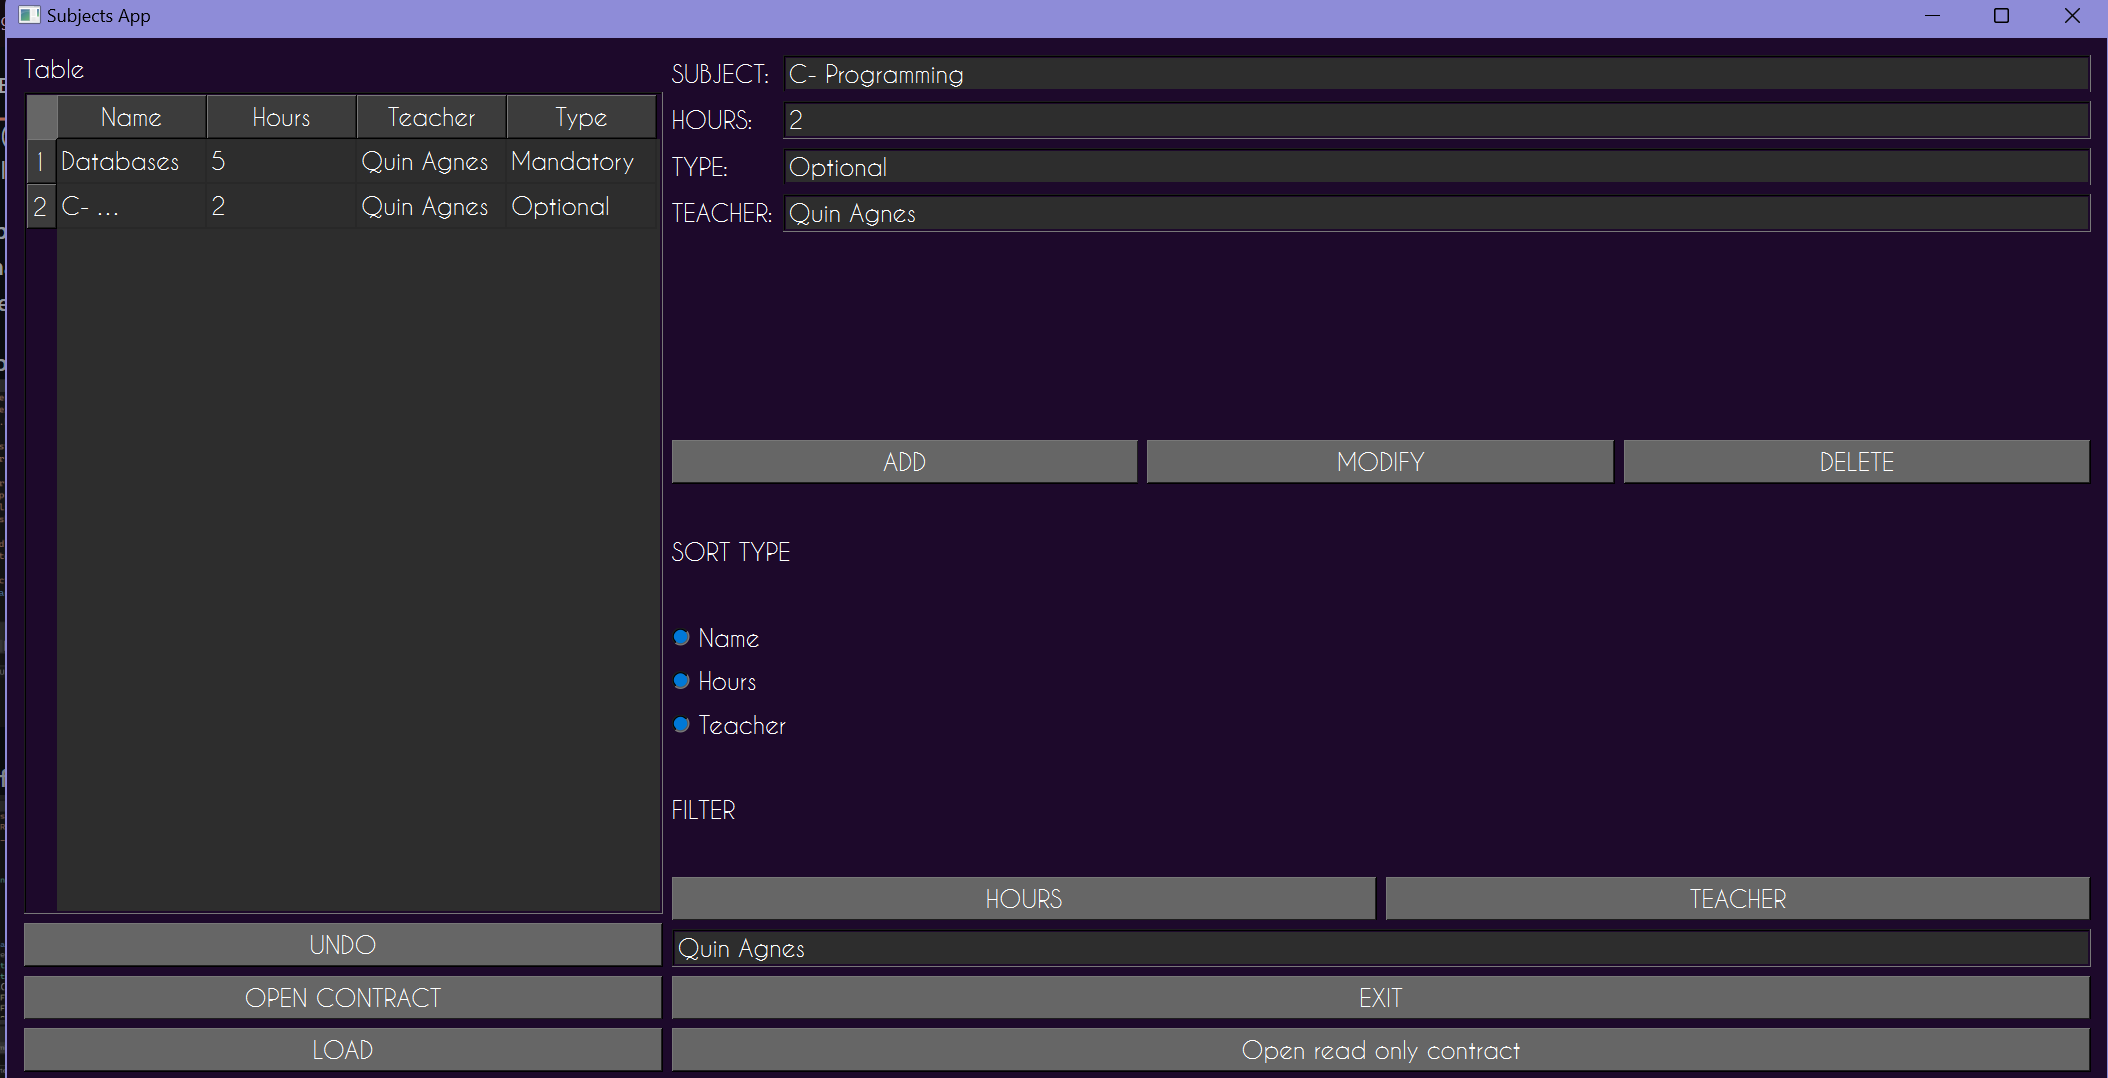 Subjects App
Table
Name Hours Teacher Type
1 Databases 5 Quin Agnes Mandatory
2 C- ... 2 Quin Agnes Optional
UNDO
OPEN CONTRACT
LOAD
SUBJECT: C- Programming
HOURS: 2
TYPE: Optional
TEACHER: Quin Agnes
ADD MODIFY DELETE
SORT TYPE
Name
Hours
Teacher
FILTER
HOURS TEACHER
Quin Agnes
EXIT
Open read only contract